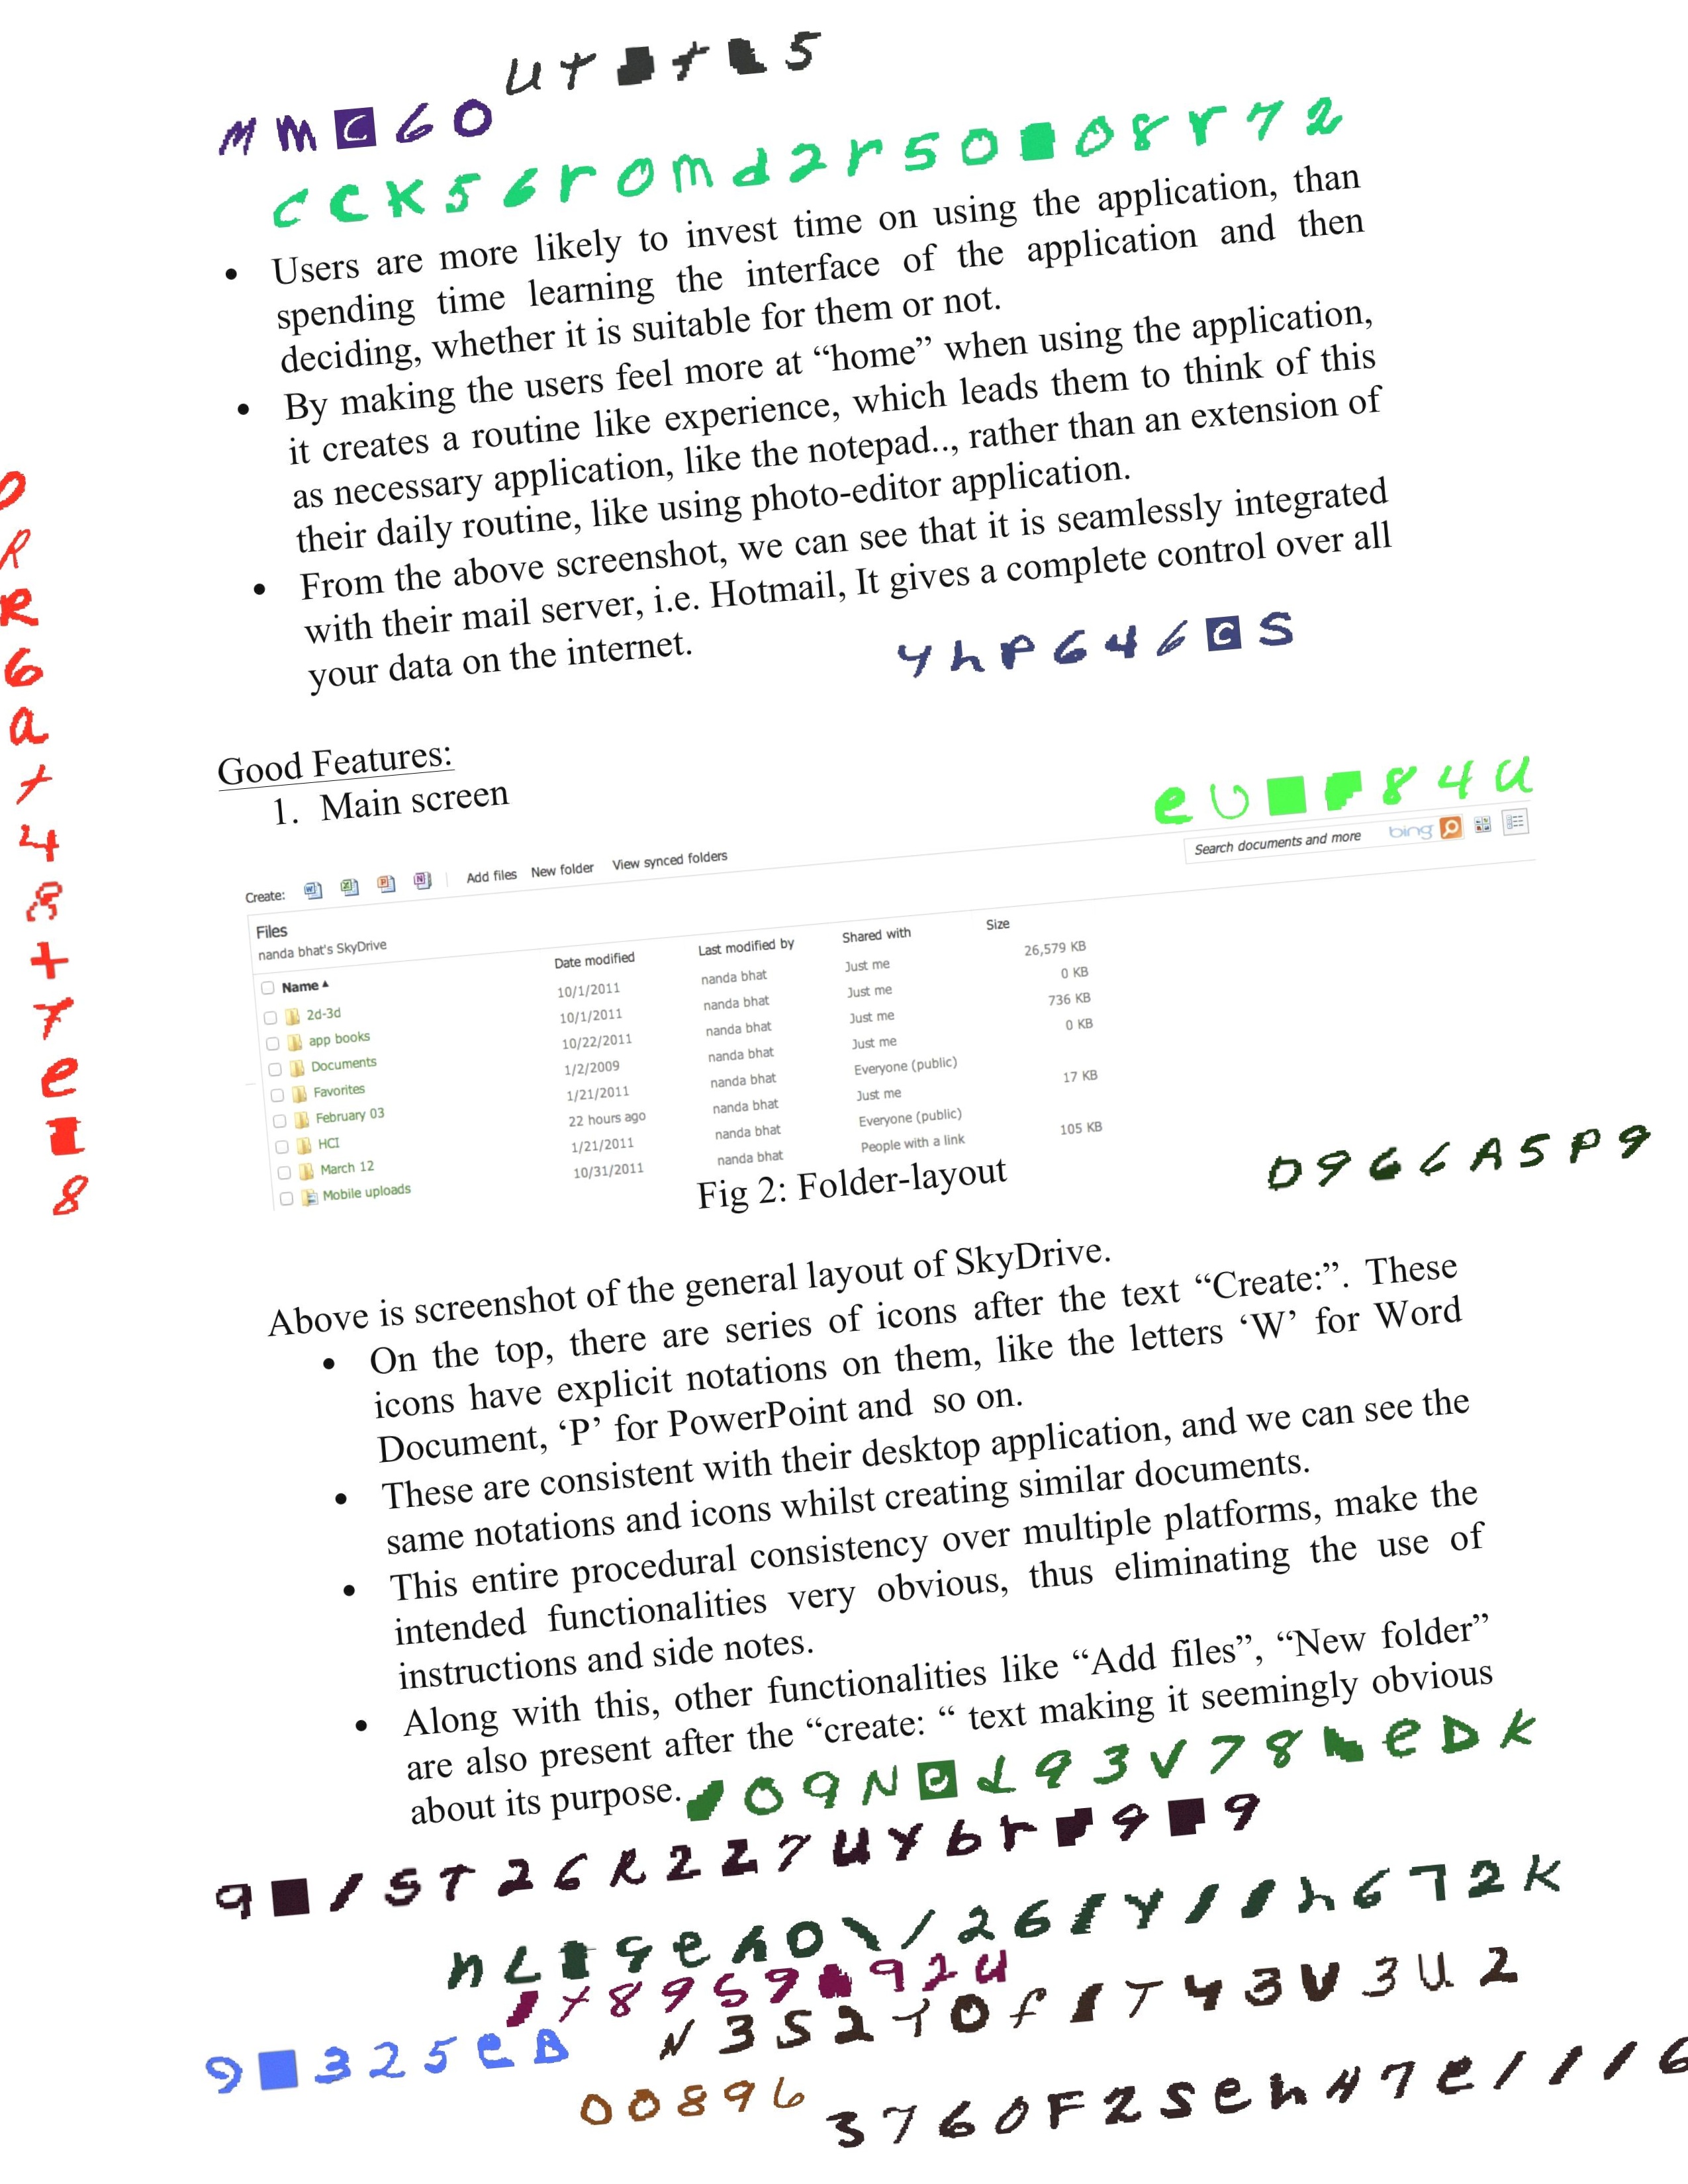 MMC60
CCK56romd2r50 08r72
• Users are more likely to invest time on using the application, than
spending time learning the interface of the application and then
deciding, whether it is suitable for them or not.
• By making the users feel more at “home” when using the application,
it creates a routine like experience, which leads them to think of this
as necessary application, like the notepad.., rather than an extension of
their daily routine, like using photo-editor application.
• From the above screenshot, we can see that it is seamlessly integrated
with their mail server, i.e. Hotmail, It gives a complete control over all
your data on the internet.
yhP646CS
Good Features:
1. Main screen
84U
Create: Add files New folder View synced folders Search documents and more bing
Files
nanda bhat's SkyDrive
Name Date modified Last modified by Shared with Size
2d-3d 10/1/2011 nanda bhat Just me 26,579 KB
app books 10/1/2011 nanda bhat Just me 0 KB
Documents 10/22/2011 nanda bhat Just me 736 KB
Favorites 1/2/2009 nanda bhat Just me 0 KB
February 03 1/21/2011 nanda bhat Everyone (public)
HCI 22 hours ago nanda bhat Just me 17 KB
March 12 1/21/2011 nanda bhat Everyone (public)
Mobile uploads 10/31/2011 nanda bhat People with a link 105 KB
Fig 2: Folder-layout
0966A5P9
Above is screenshot of the general layout of SkyDrive.
• On the top, there are series of icons after the text “Create:”. These
icons have explicit notations on them, like the letters ‘W’ for Word
Document, ‘P’ for PowerPoint and so on.
• These are consistent with their desktop application, and we can see the
same notations and icons whilst creating similar documents.
• This entire procedural consistency over multiple platforms, make the
intended functionalities very obvious, thus eliminating the use of
instructions and side notes.
• Along with this, other functionalities like “Add files”, “New folder”
are also present after the “create: “ text making it seemingly obvious
about its purpose.
9 325eD
00896
3760F2Seh47e1116